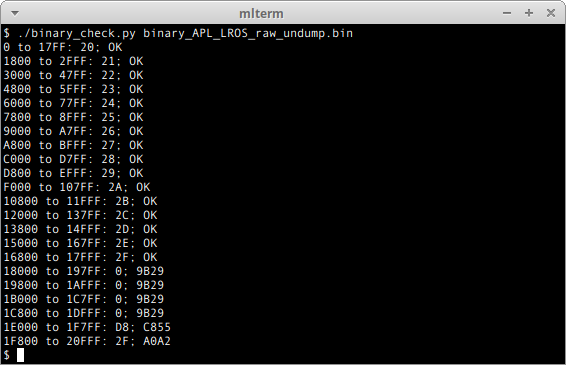 mlterm
$ ./binary_check.py binary_APL_LROS_raw_undump.bin
0 to 17FF: 20; OK
1800 to 2FFF: 21; OK
3000 to 47FF: 22; OK
4800 to 5FFF: 23; OK
6000 to 77FF: 24; OK
7800 to 8FFF: 25; OK
9000 to A7FF: 26; OK
A800 to BFFF: 27; OK
C000 to D7FF: 28; OK
D800 to EFFF: 29; OK
F000 to 107FF: 2A; OK
10800 to 11FFF: 2B; OK
12000 to 137FF: 2C; OK
13800 to 14FFF: 2D; OK
15000 to 167FF: 2E; OK
16800 to 17FFF: 2F; OK
18000 to 197FF: 0; 9B29
19800 to 1AFFF: 0; 9B29
1B000 to 1C7FF: 0; 9B29
1C800 to 1DFFF: 0; 9B29
1E000 to 1F7FF: D8; C855
1F800 to 20FFF: 2F; A0A2
$